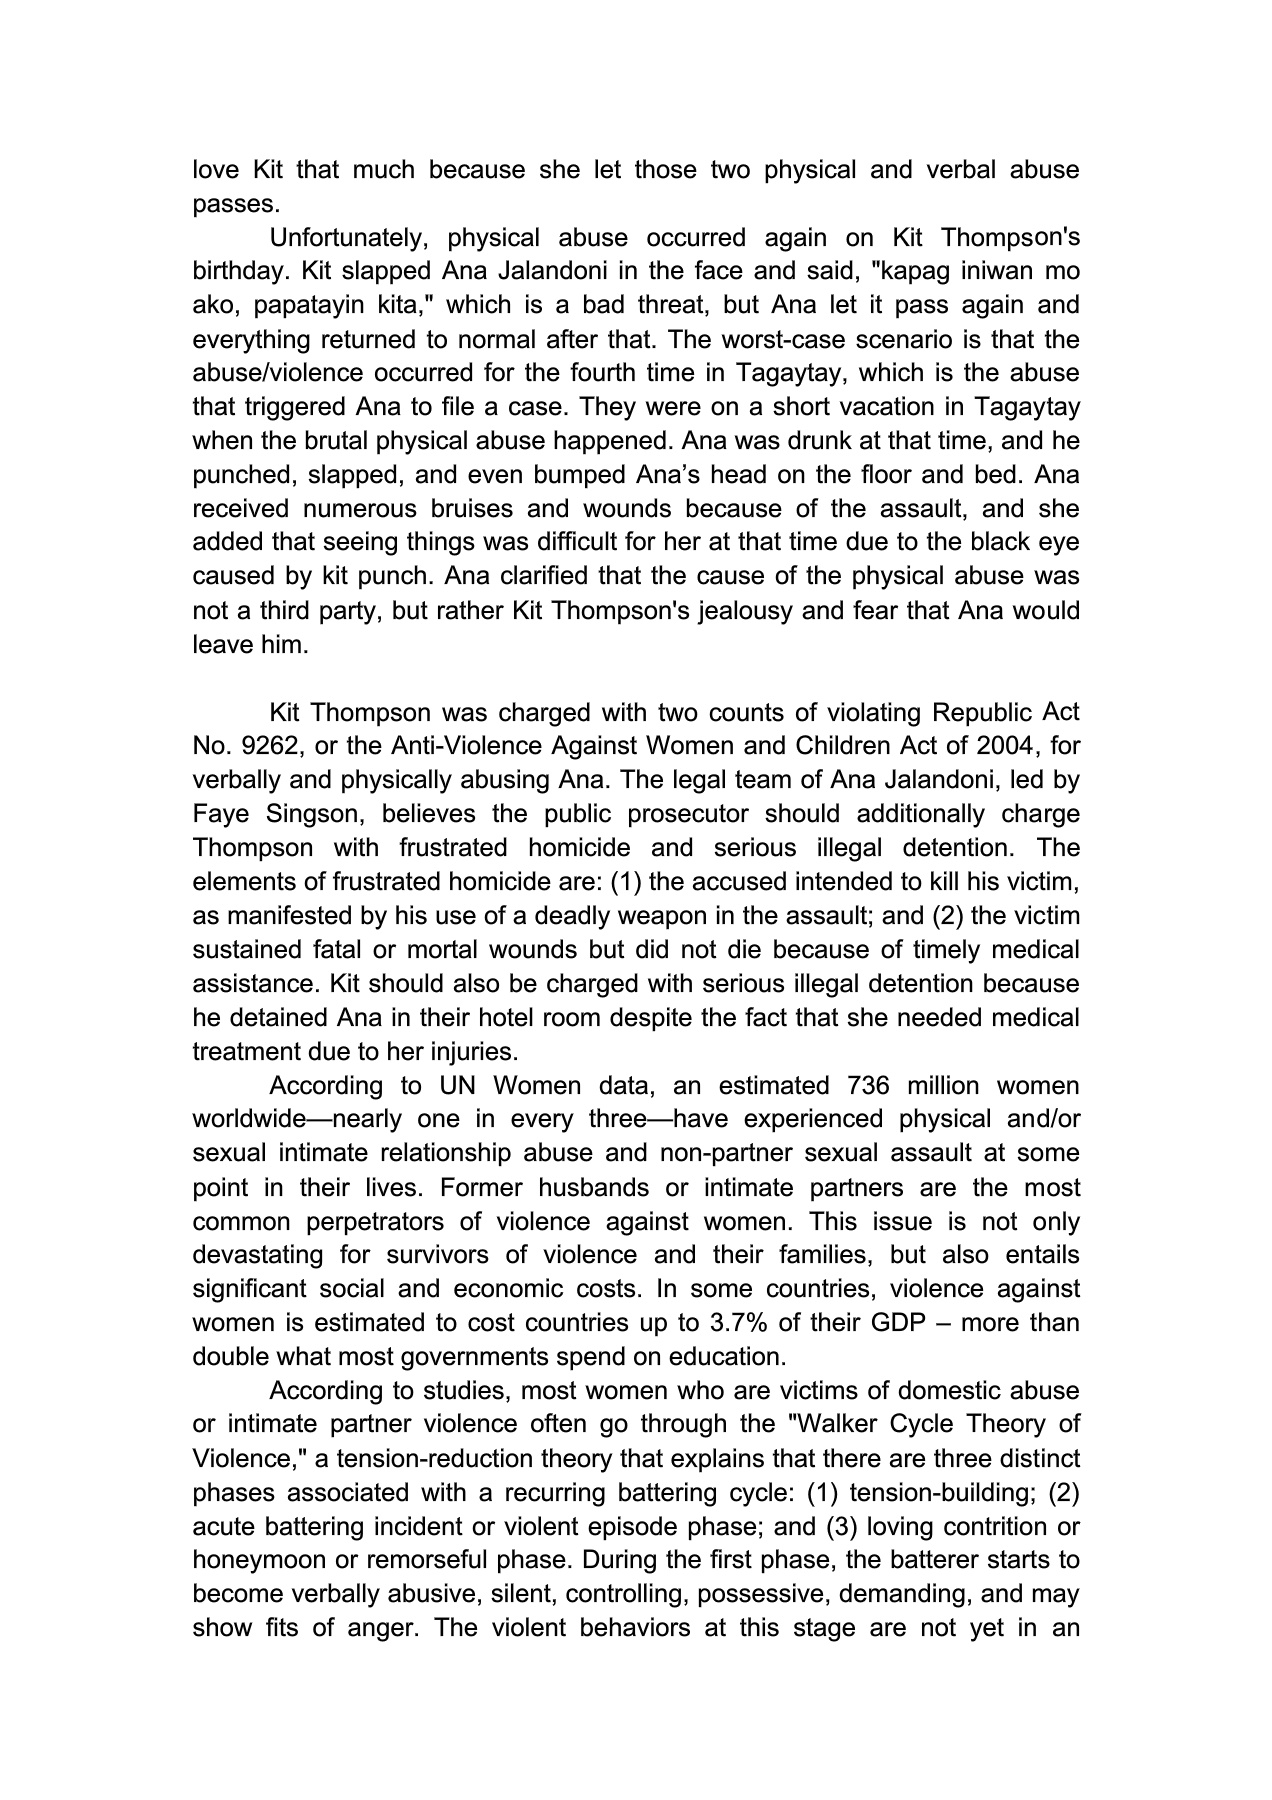 love Kit that much because she let those two physical and verbal abuse
passes.
Unfortunately, physical abuse occurred again on Kit Thompson's
birthday. Kit slapped Ana Jalandoni in the face and said, "kapag iniwan mo
ako, papatayin kita," which is a bad threat, but Ana let it pass again and
everything returned to normal after that. The worst-case scenario is that the
abuse/violence occurred for the fourth time in Tagaytay, which is the abuse
that triggered Ana to file a case. They were on a short vacation in Tagaytay
when the brutal physical abuse happened. Ana was drunk at that time, and he
punched, slapped, and even bumped Ana’s head on the floor and bed. Ana
received numerous bruises and wounds because of the assault, and she
added that seeing things was difficult for her at that time due to the black eye
caused by kit punch. Ana clarified that the cause of the physical abuse was
not a third party, but rather Kit Thompson's jealousy and fear that Ana would
leave him.
Kit Thompson was charged with two counts of violating Republic Act
No. 9262, or the Anti-Violence Against Women and Children Act of 2004, for
verbally and physically abusing Ana. The legal team of Ana Jalandoni, led by
Faye Singson, believes the public prosecutor should additionally charge
Thompson with frustrated homicide and serious illegal detention. The
elements of frustrated homicide are: (1) the accused intended to kill his victim,
as manifested by his use of a deadly weapon in the assault; and (2) the victim
sustained fatal or mortal wounds but did not die because of timely medical
assistance. Kit should also be charged with serious illegal detention because
he detained Ana in their hotel room despite the fact that she needed medical
treatment due to her injuries.
According to UN Women data, an estimated 736 million women
worldwide—nearly one in every three—have experienced physical and/or
sexual intimate relationship abuse and non-partner sexual assault at some
point in their lives. Former husbands or intimate partners are the most
common perpetrators of violence against women. This issue is not only
devastating for survivors of violence and their families, but also entails
significant social and economic costs. In some countries, violence against
women is estimated to cost countries up to 3.7% of their GDP – more than
double what most governments spend on education.
According to studies, most women who are victims of domestic abuse
or intimate partner violence often go through the "Walker Cycle Theory of
Violence," a tension-reduction theory that explains that there are three distinct
phases associated with a recurring battering cycle: (1) tension-building; (2)
acute battering incident or violent episode phase; and (3) loving contrition or
honeymoon or remorseful phase. During the first phase, the batterer starts to
become verbally abusive, silent, controlling, possessive, demanding, and may
show fits of anger. The violent behaviors at this stage are not yet in an